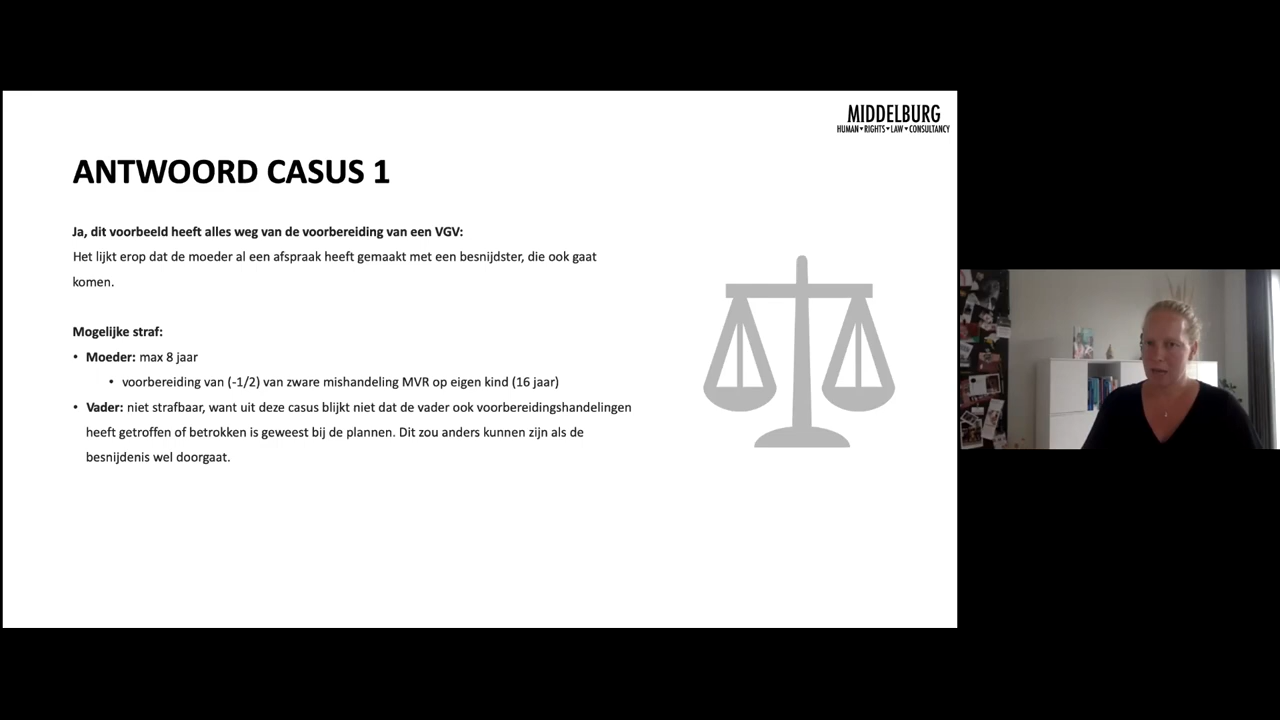 MIDDELBURG
HUMAN ♥ RIGHTS ♥ LAW ♥ CONSULTANCY
ANTWOORD CASUS 1
Ja, dit voorbeeld heeft alles weg van de voorbereiding van een VGV:
Het lijkt erop dat de moeder al een afspraak heeft gemaakt met een besnijdster, die ook gaat
komen.
Mogelijke straf:
• Moeder: max 8 jaar
• voorbereiding van (-1/2) van zware mishandeling MVR op eigen kind (16 jaar)
• Vader: niet strafbaar, want uit deze casus blijkt niet dat de vader ook voorbereidingshandelingen
heeft getroffen of betrokken is geweest bij de plannen. Dit zou anders kunnen zijn als de
besnijdenis wel doorgaat.